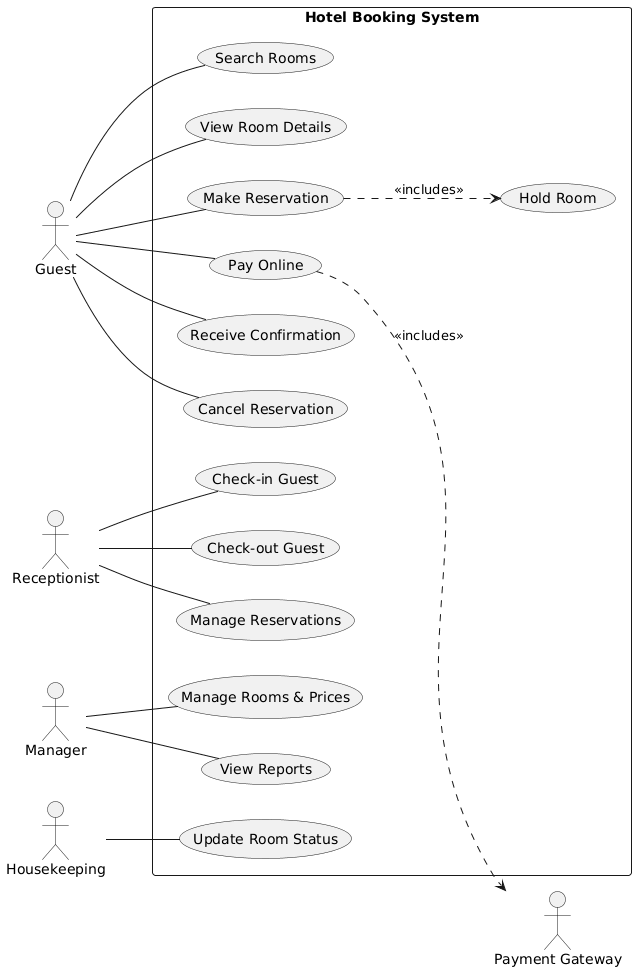 Hotel Booking System
Search Rooms
View Room Details
Make Reservation
«includes»
Hold Room
Guest
Pay Online
Receive Confirmation
«includes»
Cancel Reservation
Check-in Guest
Receptionist
Check-out Guest
Manage Reservations
Manage Rooms & Prices
Manager
View Reports
Update Room Status
Housekeeping
Payment Gateway